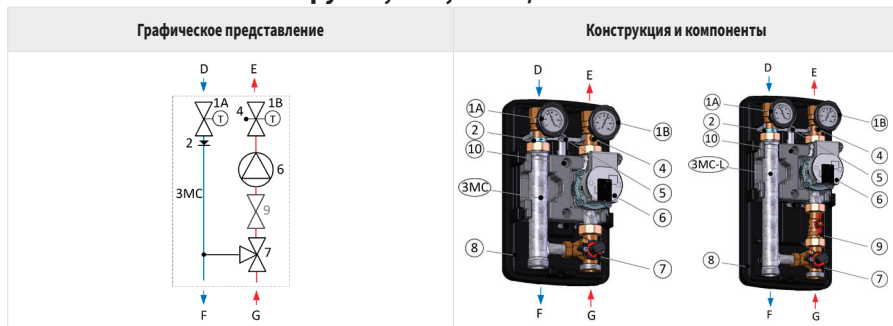 Графическое представление
Конструкция и компоненты
D E
1A 1B
4
T T
2
6
3MC
9
7
F G
D E
1A
1B
2
4
10
5
3MC
6
8
7
F G
D E
1A
1B
2
4
10
5
3MC-L
6
9
8
7
F G